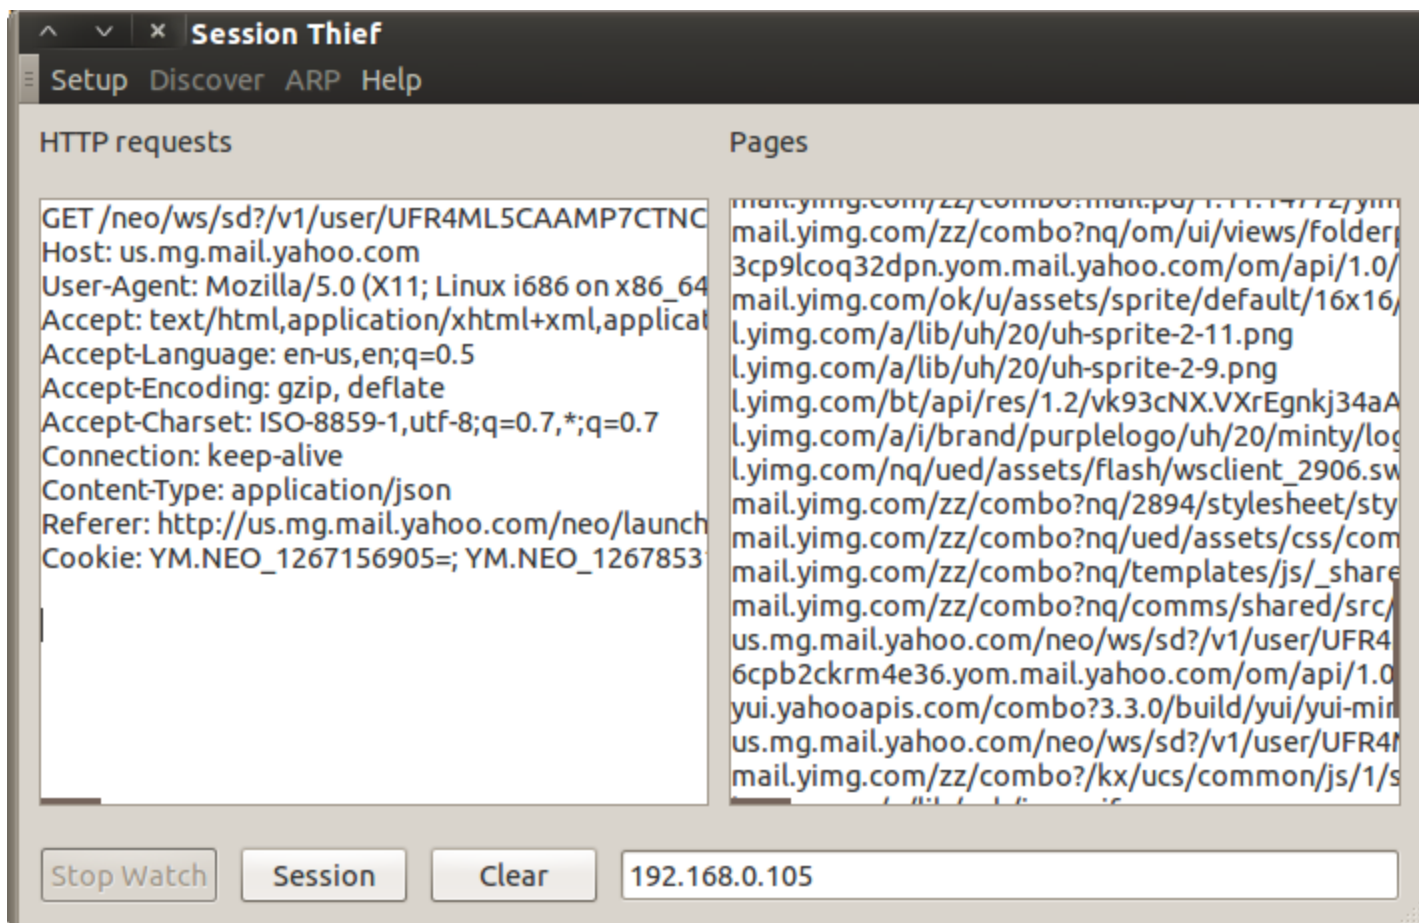 Session Thief
Setup Discover ARP Help
HTTP requests
GET /neo/ws/sd?/v1/user/UFR4ML5CAAMP7CTNC
Host: us.mg.mail.yahoo.com
User-Agent: Mozilla/5.0 (X11; Linux i686 on x86_64
Accept: text/html,application/xhtml+xml,applicat
Accept-Language: en-us,en;q=0.5
Accept-Encoding: gzip, deflate
Accept-Charset: ISO-8859-1,utf-8;q=0.7,*;q=0.7
Connection: keep-alive
Content-Type: application/json
Referer: http://us.mg.mail.yahoo.com/neo/launch
Cookie: YM.NEO_1267156905=; YM.NEO_1267853
Pages
mail.yimg.com/zz/combo?nq/om/ui/views/folderp
3cp9lcoq32dpn.yom.mail.yahoo.com/om/api/1.0/
mail.yimg.com/ok/u/assets/sprite/default/16x16/
l.yimg.com/a/lib/uh/20/uh-sprite-2-11.png
l.yimg.com/a/lib/uh/20/uh-sprite-2-9.png
l.yimg.com/bt/api/res/1.2/vk93cNX.VXrEgnkj34aA
l.yimg.com/a/i/brand/purplelogo/uh/20/minty/log
l.yimg.com/nq/ued/assets/flash/wsclient_2906.sw
mail.yimg.com/zz/combo?nq/2894/stylesheet/sty
mail.yimg.com/zz/combo?nq/ued/assets/css/com
mail.yimg.com/zz/combo?nq/templates/js/_share
mail.yimg.com/zz/combo?nq/comms/shared/src/
us.mg.mail.yahoo.com/neo/ws/sd?/v1/user/UFR4
6cpb2ckrm4e36.yom.mail.yahoo.com/om/api/1.0
yui.yahooapis.com/combo?3.3.0/build/yui/yui-min
us.mg.mail.yahoo.com/neo/ws/sd?/v1/user/UFR4M
mail.yimg.com/zz/combo?/kx/ucs/common/js/1/s
Stop Watch Session Clear 192.168.0.105